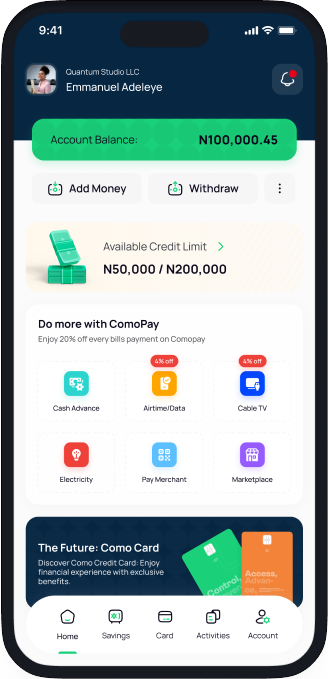 9:41
Quantum Studio LLC
Emmanuel Adeleye
Account Balance: N100,000.45
Add Money Withdraw
Available Credit Limit
N50,000 / N200,000
Do more with ComoPay
Enjoy 20% off every bills payment on Comopay
4% off 4% off
Cash Advance Airtime/Data Cable TV
Electricity Pay Merchant Marketplace
The Future: Como Card
Discover Como Credit Card: Enjoy
financial experience with exclusive
benefits.
Control,
Access,
Advan-
Home Savings Card Activities Account